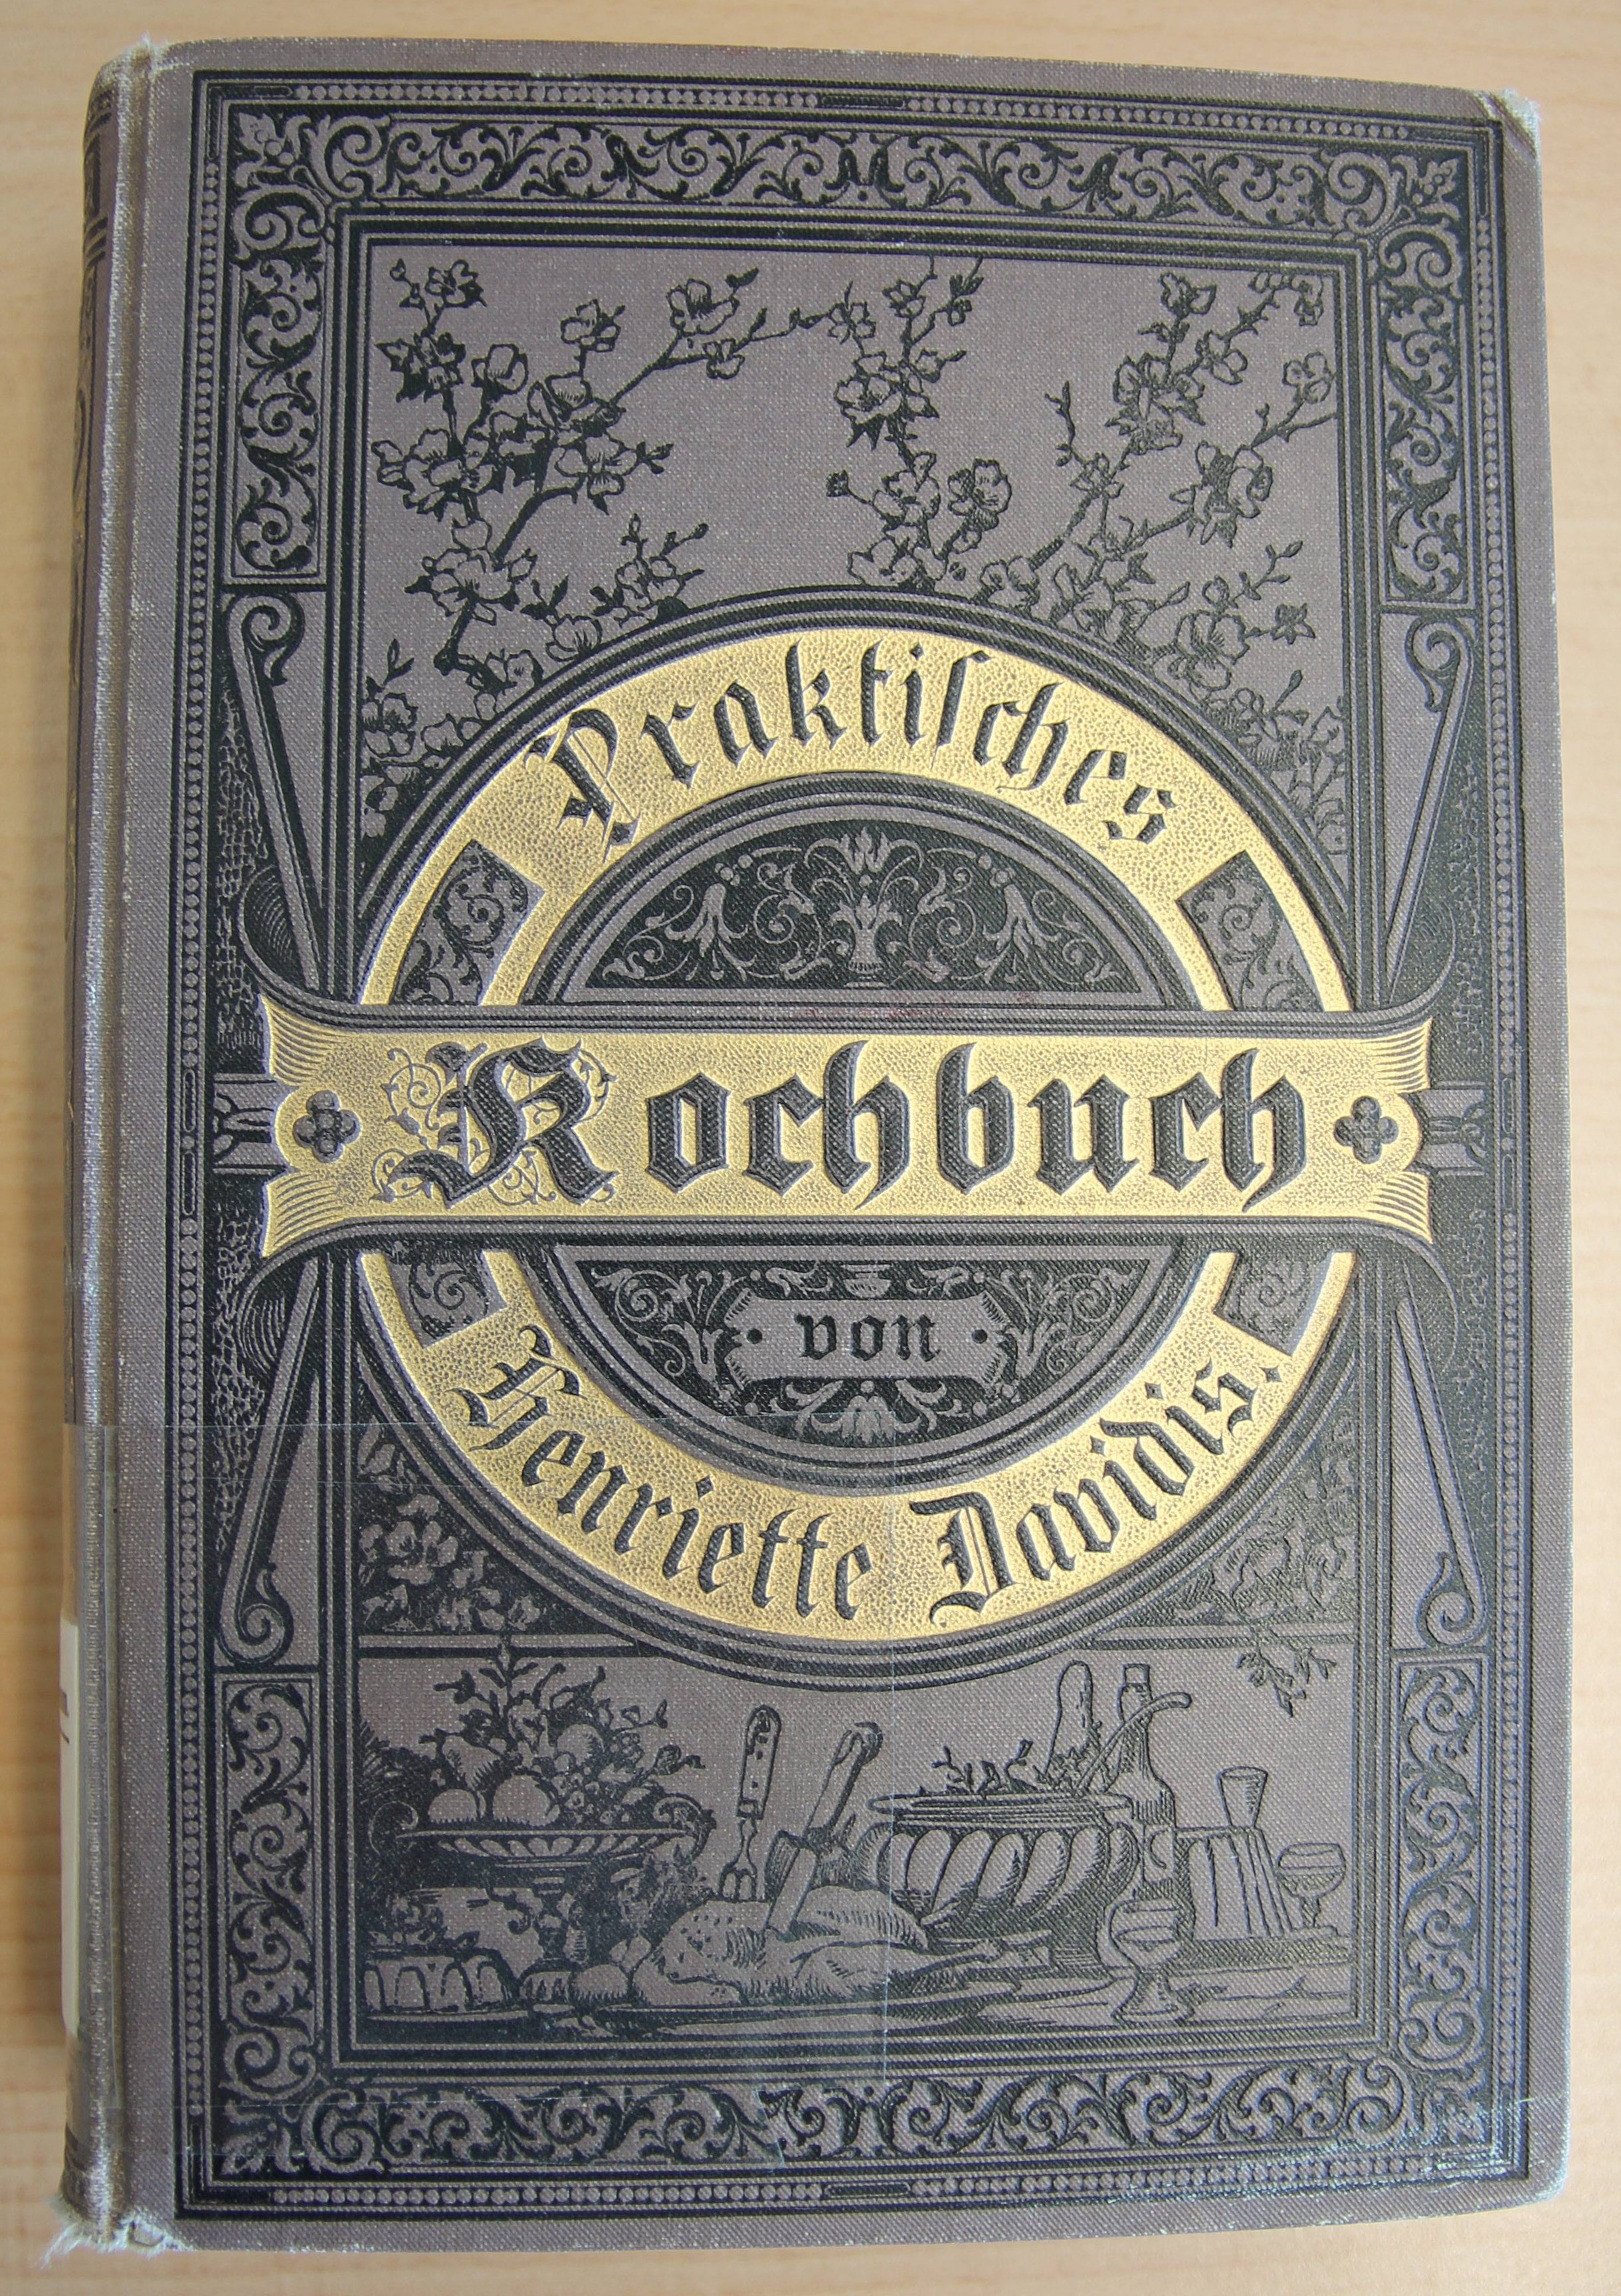 Praktiſches
Kochbuch
· von ·
Henriette Davidis.